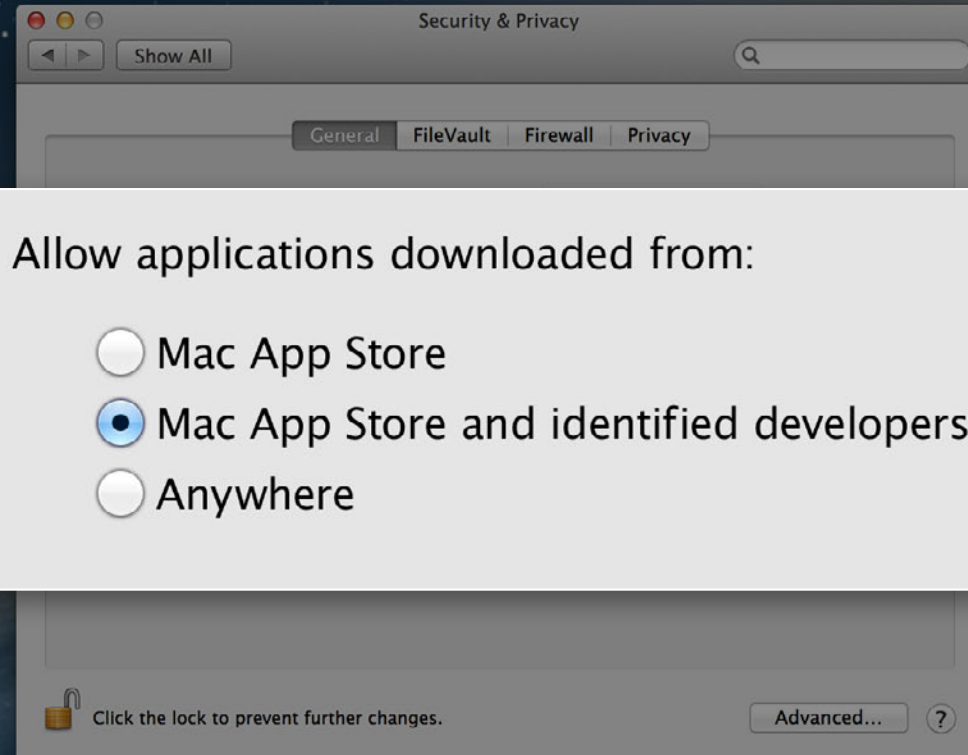 Security & Privacy
Show All
General FileVault Firewall Privacy
Allow applications downloaded from:
Mac App Store
Mac App Store and identified developers
Anywhere
Click the lock to prevent further changes.
Advanced... ?